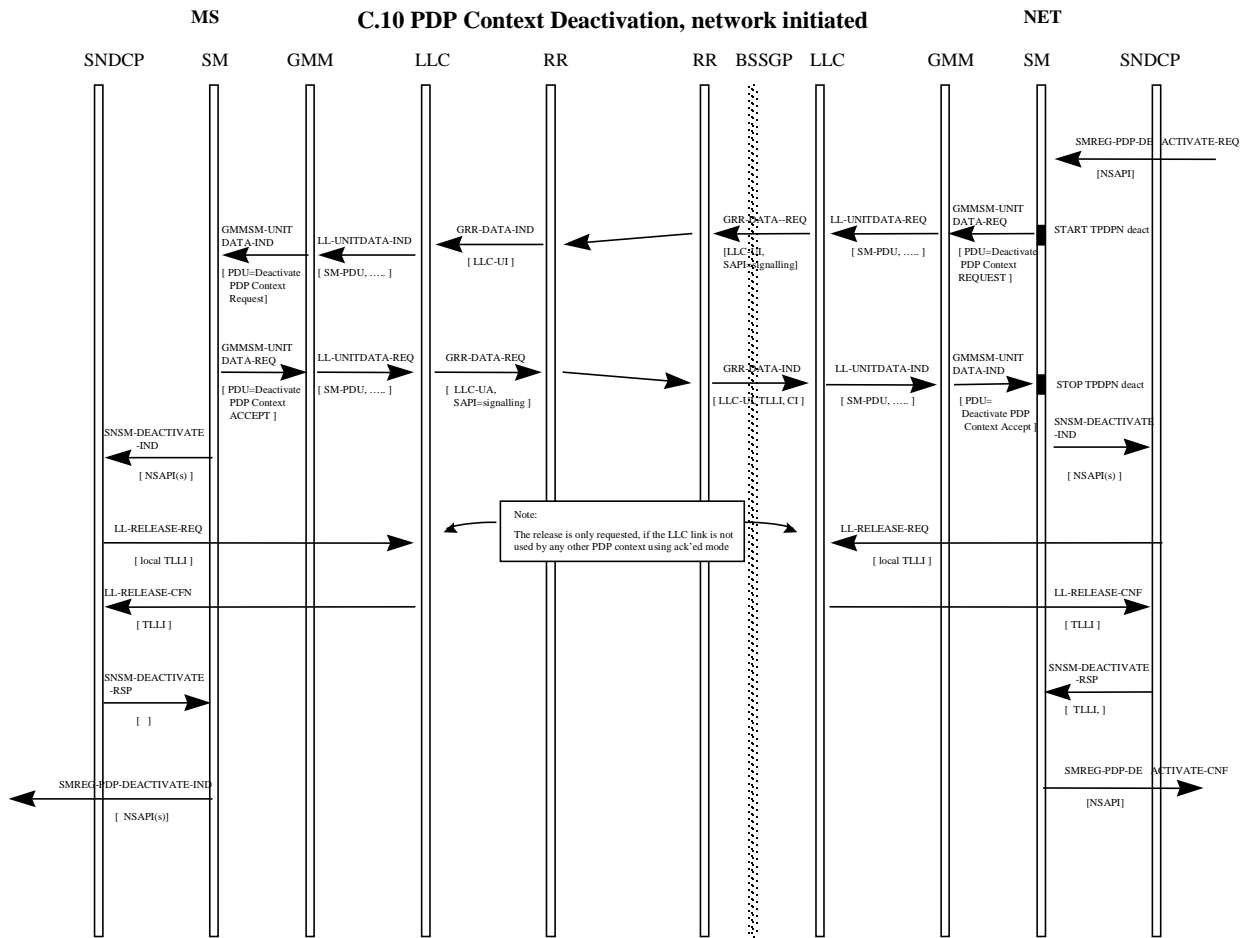 MS
C.10 PDP Context Deactivation, network initiated
NET
SNDCP SM GMM LLC RR RR BSSGP LLC GMM SM SNDCP
SMREG-PDP-DE ACTIVATE-REQ
[NSAPI]
GMMSM-UNIT
DATA-IND
[ PDU=Deactivate
PDP Context
Request]
LL-UNITDATA-IND
[ SM-PDU, ….. ]
GRR-DATA-IND
[ LLC-UI ]
GRR-DATA--REQ
[LLC-UI,
SAPI=signalling]
LL-UNITDATA-REQ
[ SM-PDU, ….. ]
GMMSM-UNIT
DATA-REQ
[ PDU=Deactivate
PDP Context
REQUEST ]
START TPDPN deact
GMMSM-UNIT
DATA-REQ
[ PDU=Deactivate
PDP Context
ACCEPT ]
LL-UNITDATA-REQ
[ SM-PDU, ….. ]
GRR-DATA-REQ
[ LLC-UA,
SAPI=signalling ]
GRR-DATA-IND
[ LLC-UI, TLLI, CI ]
LL-UNITDATA-IND
[ SM-PDU, ….. ]
GMMSM-UNIT
DATA-IND
[ PDU=
Deactivate PDP
Context Accept ]
STOP TPDPN deact
SNSM-DEACTIVATE
-IND
[ NSAPI(s) ]
SNSM-DEACTIVATE
-IND
[ NSAPI(s) ]
LL-RELEASE-REQ
[ local TLLI ]
Note:
The release is only requested, if the LLC link is not
used by any other PDP context using ack'ed mode
LL-RELEASE-REQ
[ local TLLI ]
LL-RELEASE-CFN
[ TLLI ]
LL-RELEASE-CNF
[ TLLI ]
SNSM-DEACTIVATE
-RSP
[ ]
SNSM-DEACTIVATE
-RSP
[ TLLI, ]
SMREG-PDP-DEACTIVATE-IND
[ NSAPI(s)]
SMREG-PDP-DE ACTIVATE-CNF
[NSAPI]